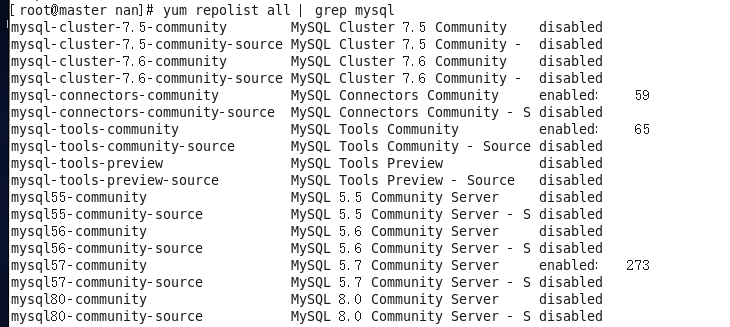 [root@master nan]# yum repolist all | grep mysql
mysql-cluster-7.5-community MySQL Cluster 7.5 Community disabled
mysql-cluster-7.5-community-source MySQL Cluster 7.5 Community - disabled
mysql-cluster-7.6-community MySQL Cluster 7.6 Community disabled
mysql-cluster-7.6-community-source MySQL Cluster 7.6 Community - disabled
mysql-connectors-community MySQL Connectors Community enabled: 59
mysql-connectors-community-source MySQL Connectors Community - S disabled
mysql-tools-community MySQL Tools Community enabled: 65
mysql-tools-community-source MySQL Tools Community - Source disabled
mysql-tools-preview MySQL Tools Preview disabled
mysql-tools-preview-source MySQL Tools Preview - Source disabled
mysql55-community MySQL 5.5 Community Server disabled
mysql55-community-source MySQL 5.5 Community Server - S disabled
mysql56-community MySQL 5.6 Community Server disabled
mysql56-community-source MySQL 5.6 Community Server - S disabled
mysql57-community MySQL 5.7 Community Server enabled: 273
mysql57-community-source MySQL 5.7 Community Server - S disabled
mysql80-community MySQL 8.0 Community Server disabled
mysql80-community-source MySQL 8.0 Community Server - S disabled